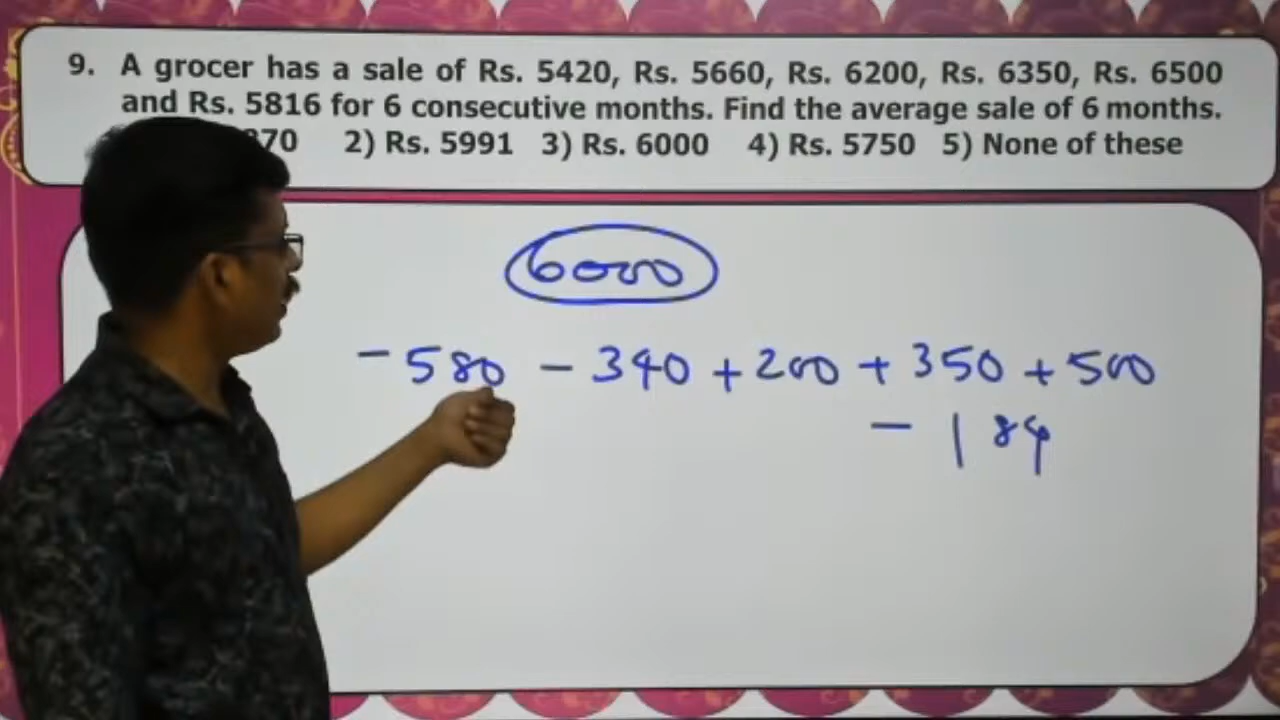 9. A grocer has a sale of Rs. 5420, Rs. 5660, Rs. 6200, Rs. 6350, Rs. 6500
and Rs. 5816 for 6 consecutive months. Find the average sale of 6 months.
70 2) Rs. 5991 3) Rs. 6000 4) Rs. 5750 5) None of these
6000
- 580 - 340 + 200 + 350 + 500
- 184